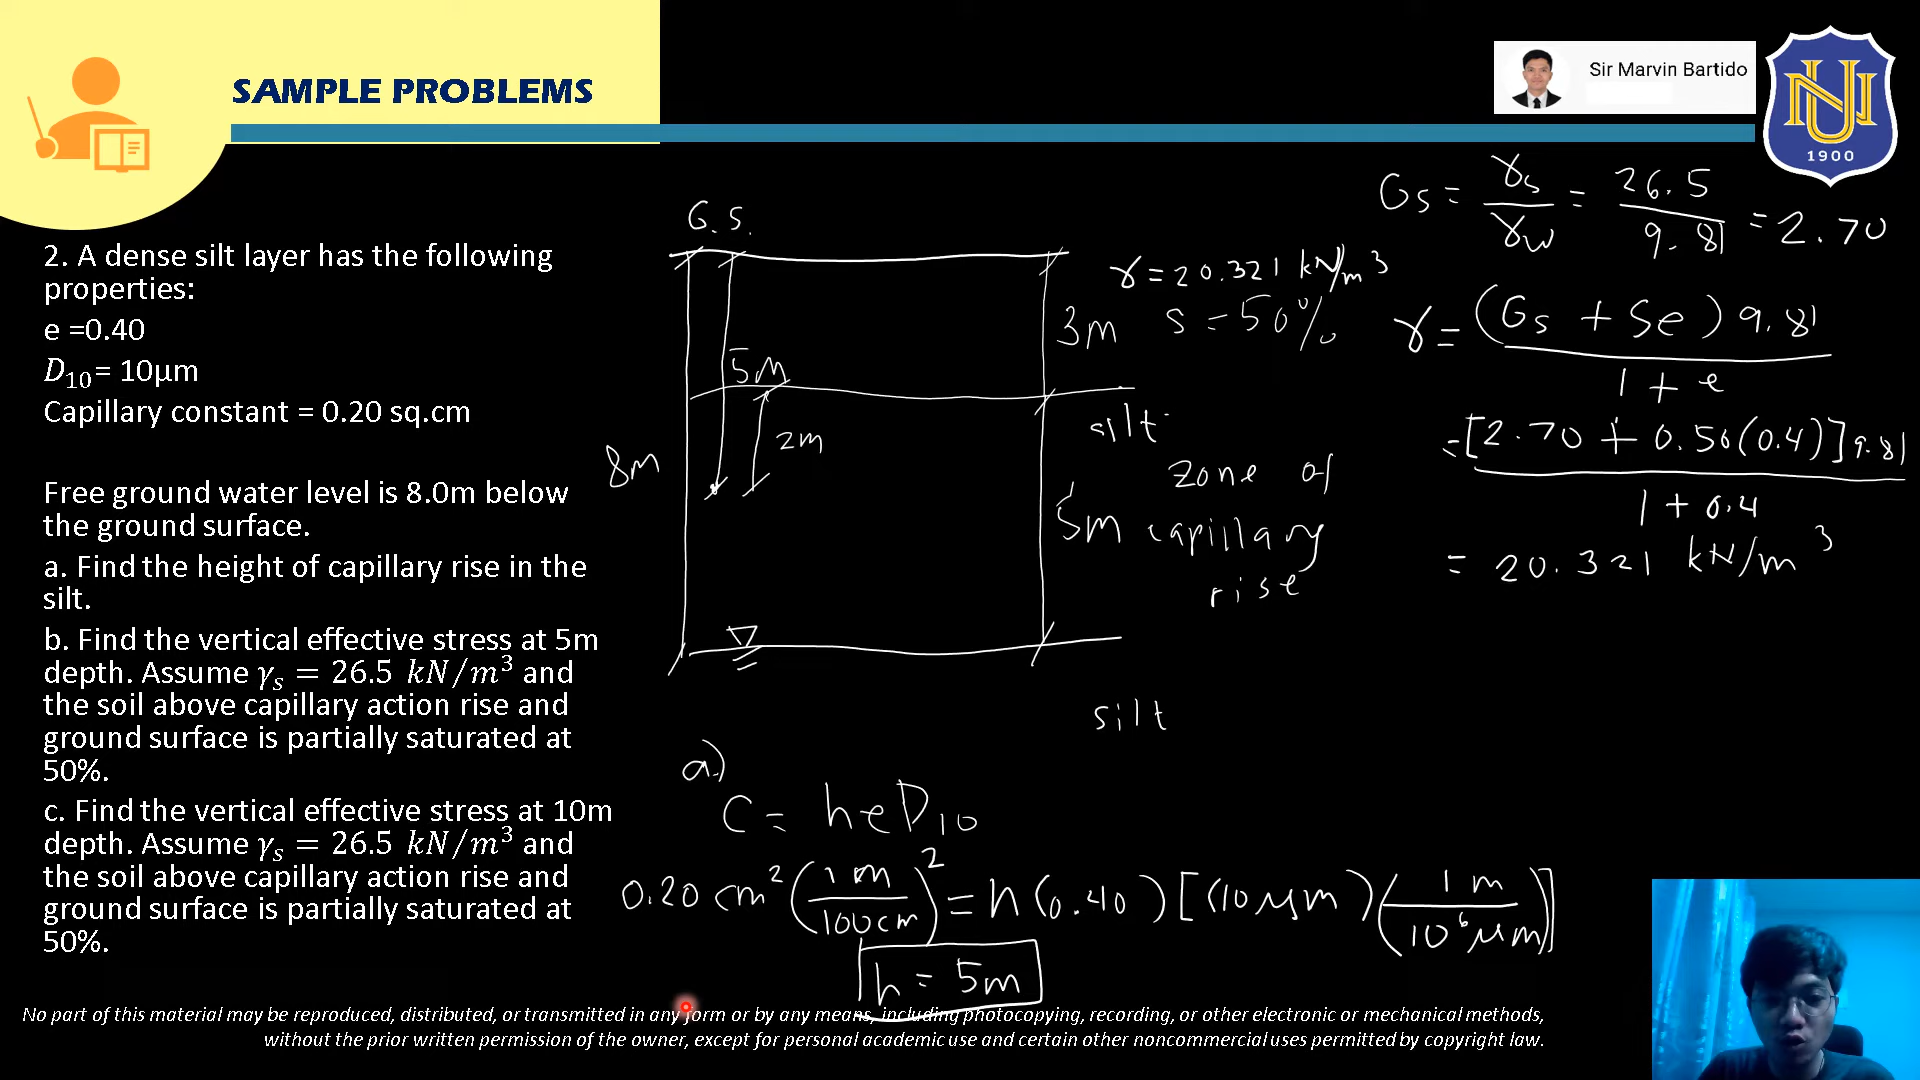 SAMPLE PROBLEMS
Sir Marvin Bartido
NU
1900
2. A dense silt layer has the following
properties:
e =0.40
D₁₀= 10μm
Capillary constant = 0.20 sq.cm
Free ground water level is 8.0m below
the ground surface.
a. Find the height of capillary rise in the
silt.
b. Find the vertical effective stress at 5m
depth. Assume γₛ = 26.5 kN/m³ and
the soil above capillary action rise and
ground surface is partially saturated at
50%.
c. Find the vertical effective stress at 10m
depth. Assume γₛ = 26.5 kN/m³ and
the soil above capillary action rise and
ground surface is partially saturated at
50%.
G.S.
8m
5m
2m
3m
γ = 20.321 kN/m³
S = 50%
silt
5m
zone of
capillary
rise
silt
Gs = γs/γw = 26.5/9.81 = 2.70
γ = (Gs + Se) 9.81 / 1 + e
= [2.70 + 0.50(0.4)] 9.81 / 1 + 0.4
= 20.321 kN/m³
a.)
C = heD₁₀
0.20 cm² (1m/100cm)² = h(0.40)[(10μm)(1m/10⁶μm)]
h = 5m
No part of this material may be reproduced, distributed, or transmitted in any form or by any means, including photocopying, recording, or other electronic or mechanical methods,
without the prior written permission of the owner, except for personal academic use and certain other noncommercial uses permitted by copyright law.